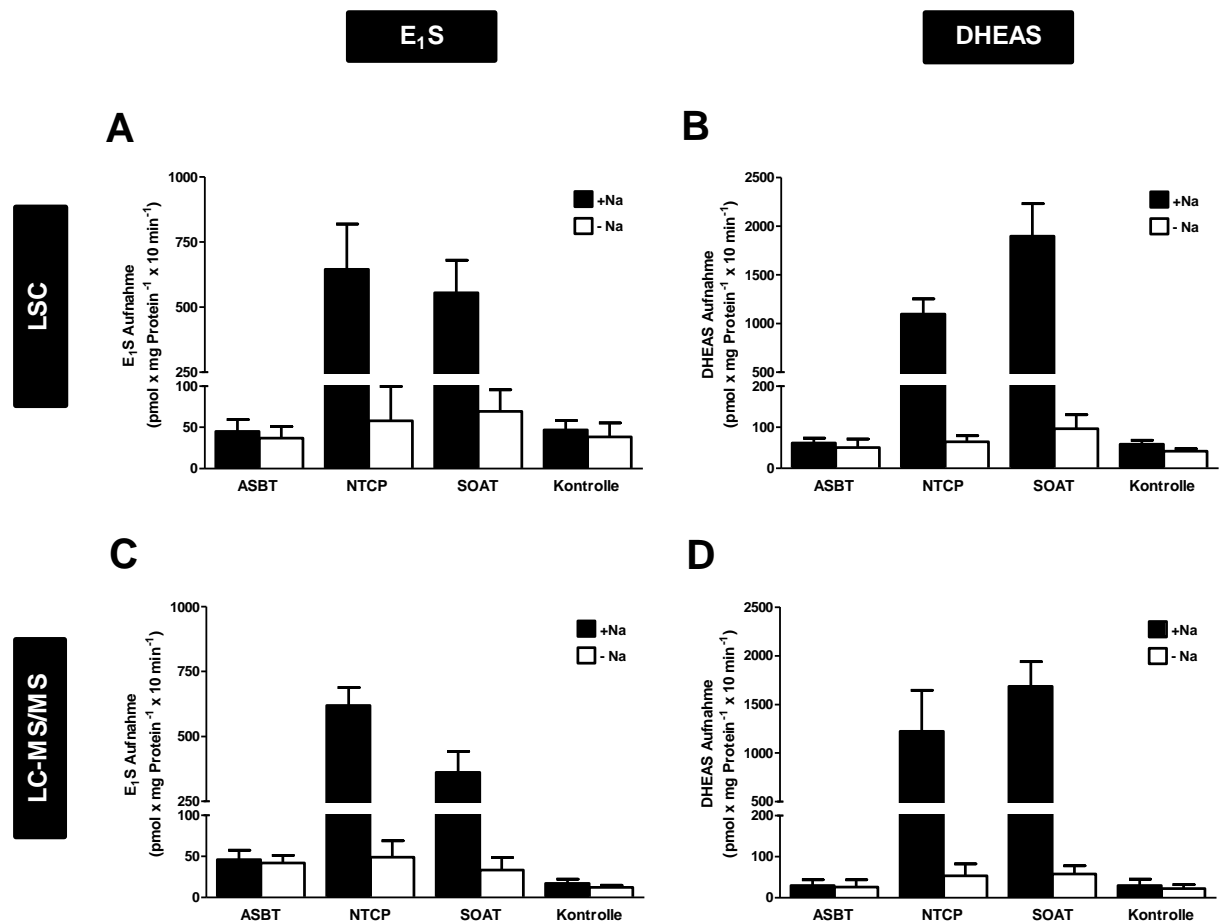 E₁S
DHEAS
LSC
LC-MS/MS
A
E₁S Aufnahme
(pmol x mg Protein⁻¹ x 10 min⁻¹)
1000
750
500
250
100
50
0
+Na
- Na
ASBT NTCP SOAT Kontrolle
B
DHEAS Aufnahme
(pmol x mg Protein⁻¹ x 10 min⁻¹)
2500
2000
1500
1000
500
200
100
0
+Na
- Na
ASBT NTCP SOAT Kontrolle
C
E₁S Aufnahme
(pmol x mg Protein⁻¹ x 10 min⁻¹)
1000
750
500
250
100
50
0
+Na
- Na
ASBT NTCP SOAT Kontrolle
D
DHEAS Aufnahme
(pmol x mg Protein⁻¹ x 10 min⁻¹)
2500
2000
1500
1000
500
200
100
0
+Na
- Na
ASBT NTCP SOAT Kontrolle